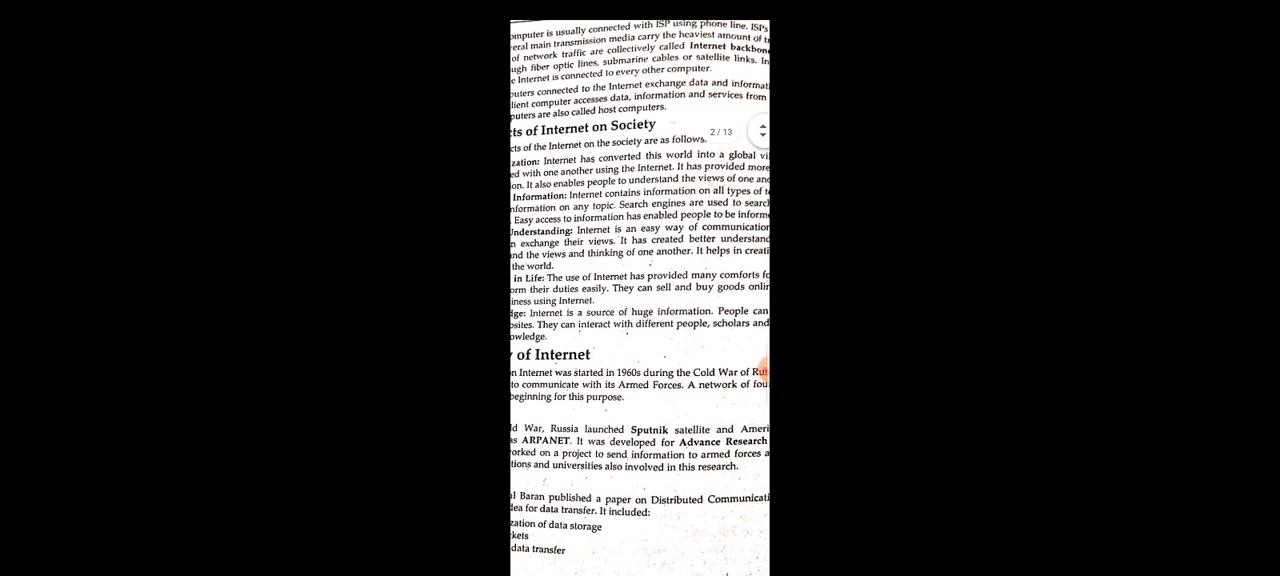 omputer is usually connected with ISP using phone line. ISPs
veral main transmission media carry the heaviest amount of tr
of network traffic are collectively called Internet backbone
ugh fiber optic lines, submarine cables or satellite links. In
e Internet is connected to every other computer.
puters connected to the Internet exchange data and informati
lient computer accesses data, information and services from
puters are also called host computers.
cts of Internet on Society
2 / 13
cts of the Internet on the society are as follows.
zation: Internet has converted this world into a global vi
ed with one another using the Internet. It has provided more
on. It also enables people to understand the views of one and
Information: Internet contains information on all types of t
nformation on any topic. Search engines are used to search
. Easy access to information has enabled people to be informe
Understanding: Internet is an easy way of communication
n exchange their views. It has created better understand
and the views and thinking of one another. It helps in creati
the world.
in Life: The use of Internet has provided many comforts fo
orm their duties easily. They can sell and buy goods onlin
iness using Internet.
dge: Internet is a source of huge information. People can
osites. They can interact with different people, scholars and
owledge.
y of Internet
n Internet was started in 1960s during the Cold War of Rus
to communicate with its Armed Forces. A network of fou
beginning for this purpose.
ld War, Russia launched Sputnik satellite and Ameri
as ARPANET. It was developed for Advance Research
orked on a project to send information to armed forces a
tions and universities also involved in this research.
ul Baran published a paper on Distributed Communicati
dea for data transfer. It included:
zation of data storage
kets
data transfer